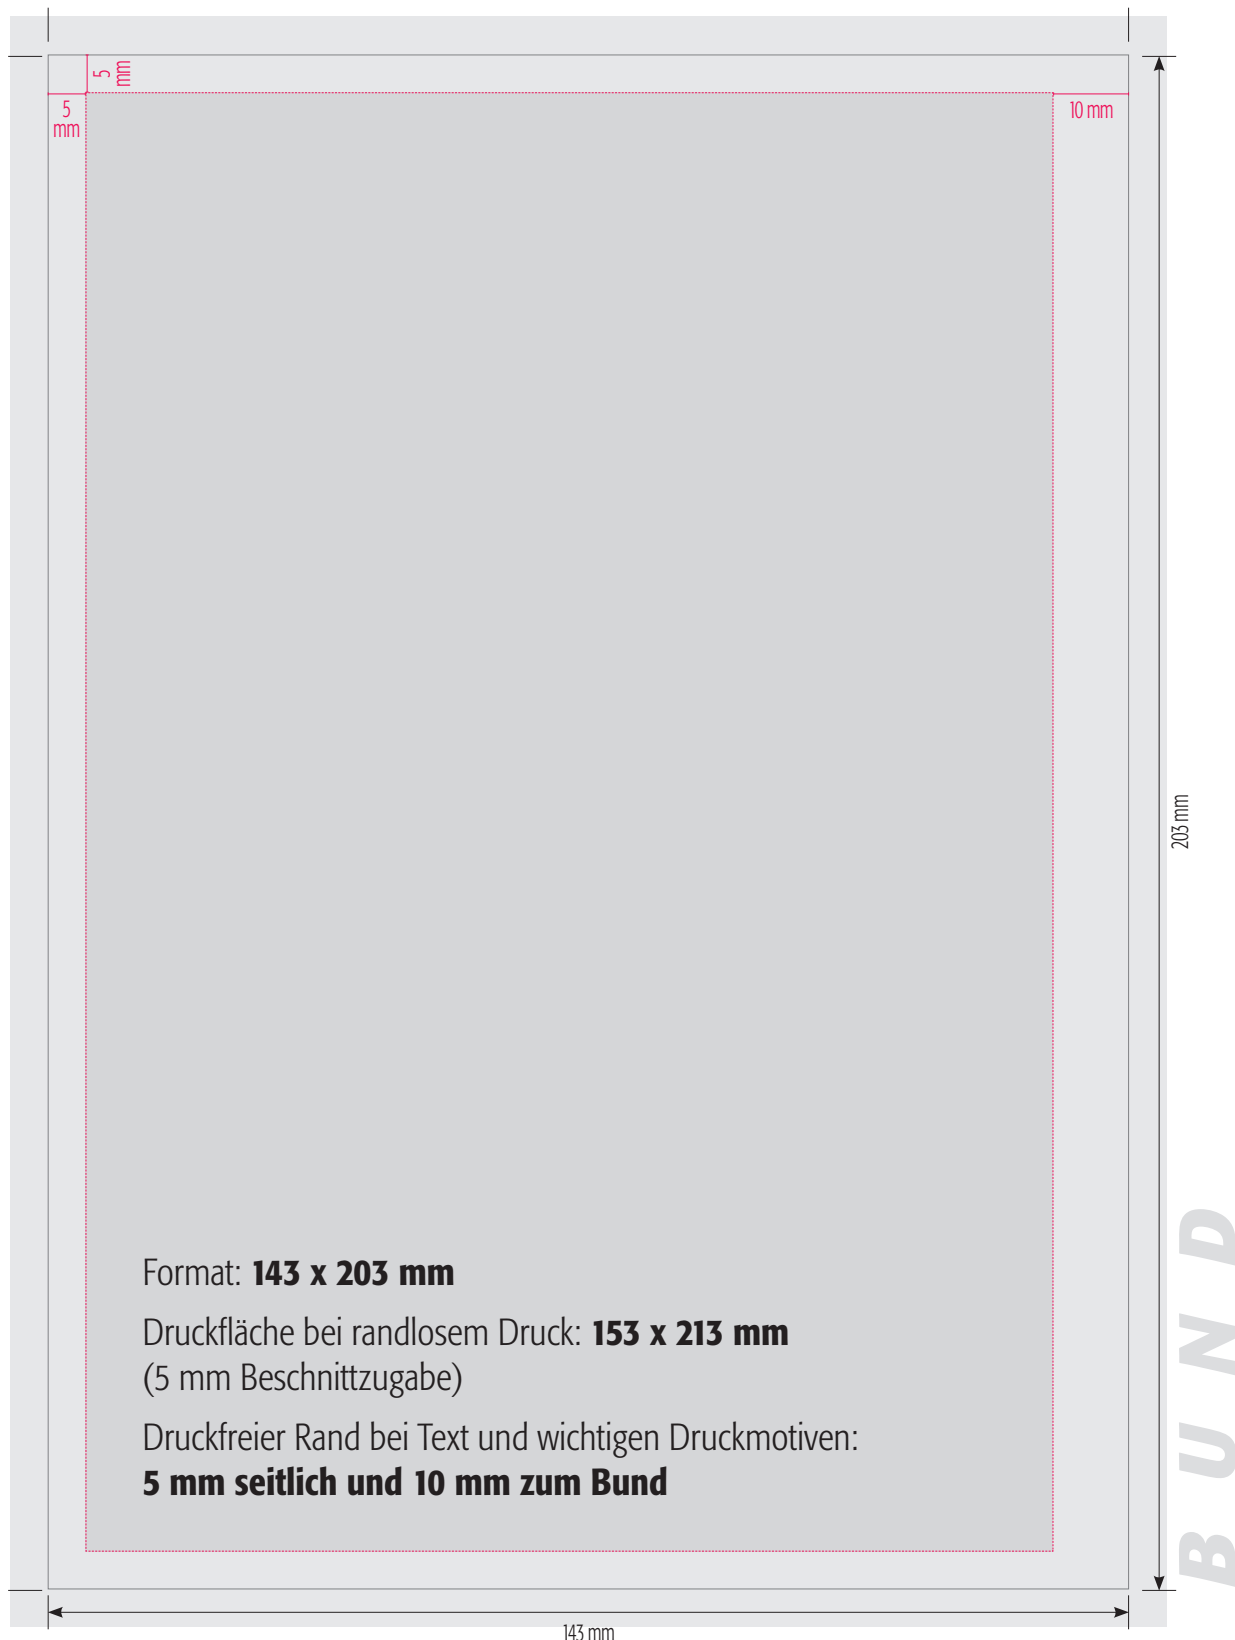 5
mm
5
mm
10 mm
203 mm
Format: 143 x 203 mm
Druckfläche bei randlosem Druck: 153 x 213 mm
(5 mm Beschnittzugabe)
Druckfreier Rand bei Text und wichtigen Druckmotiven:
5 mm seitlich und 10 mm zum Bund
BUND
143 mm